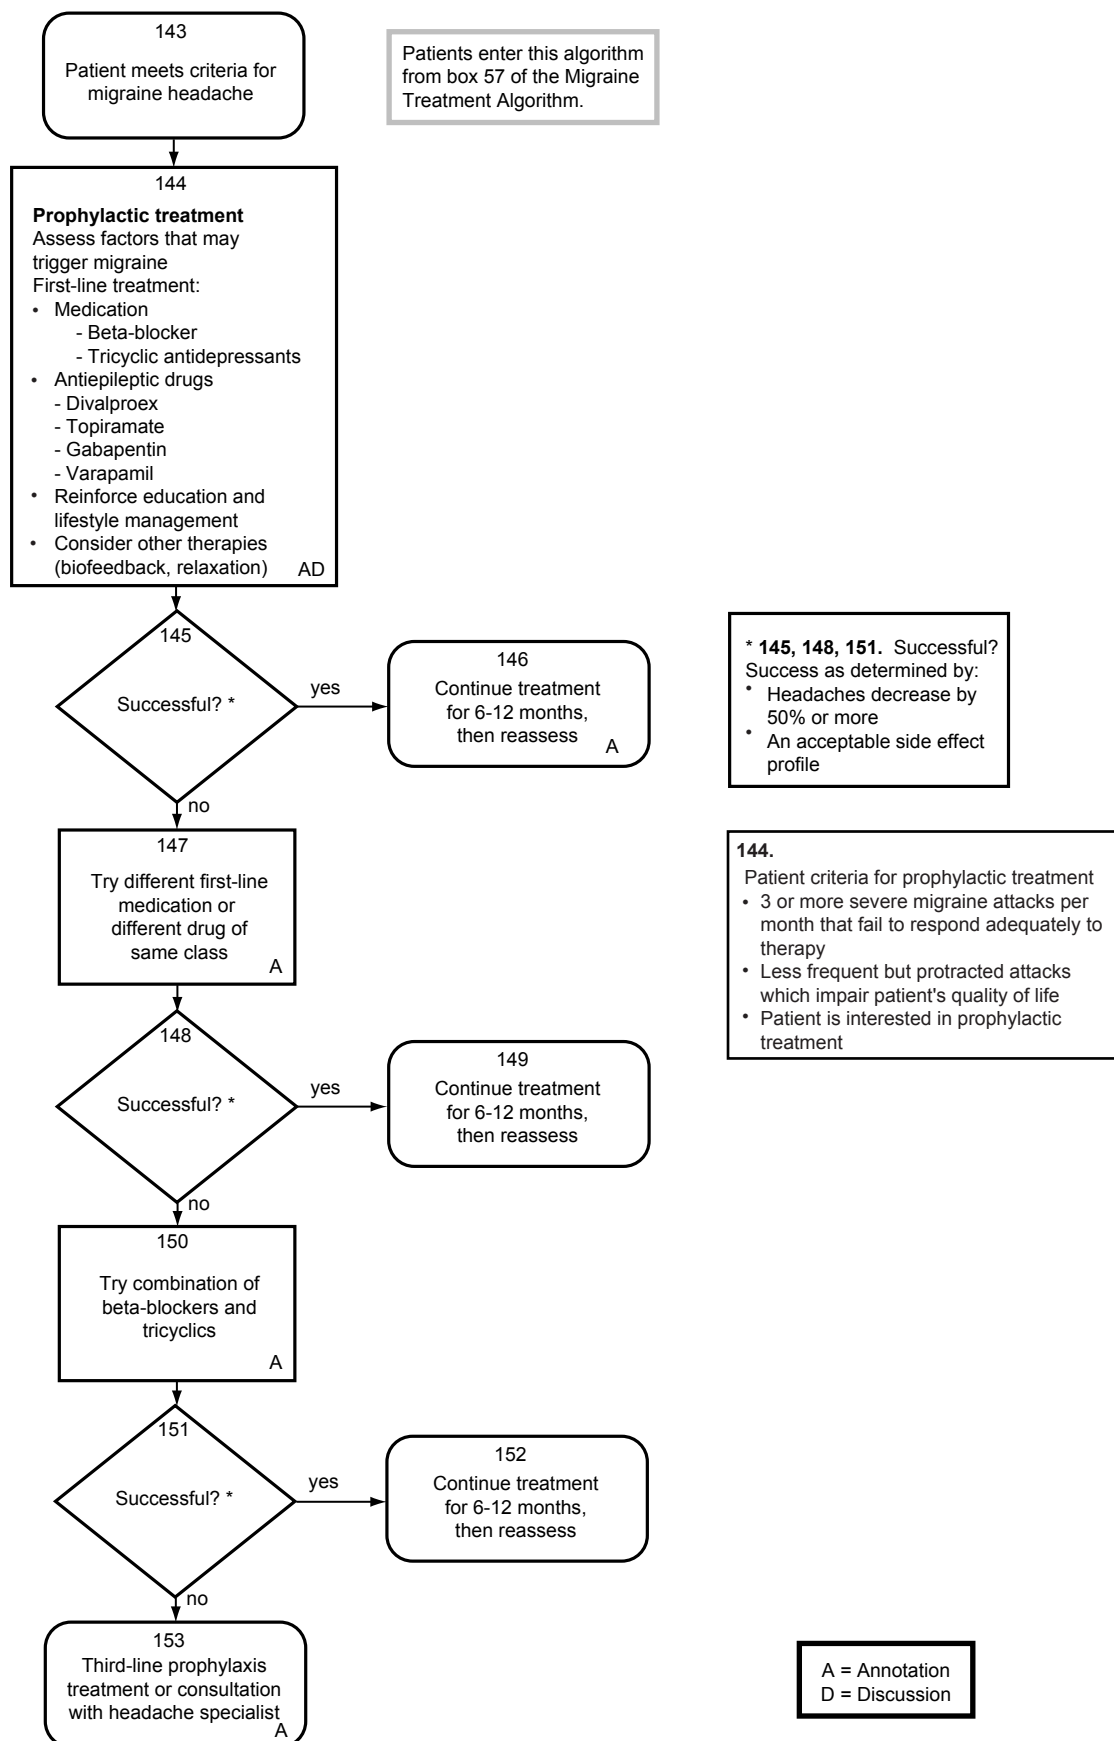 143
Patient meets criteria for
migraine headache
Patients enter this algorithm
from box 57 of the Migraine
Treatment Algorithm.
144
Prophylactic treatment
Assess factors that may
trigger migraine
First-line treatment:
• Medication
- Beta-blocker
- Tricyclic antidepressants
• Antiepileptic drugs
- Divalproex
- Topiramate
- Gabapentin
- Varapamil
• Reinforce education and
lifestyle management
• Consider other therapies
(biofeedback, relaxation)
AD
145
Successful? *
yes
no
146
Continue treatment
for 6-12 months,
then reassess
A
* 145, 148, 151. Successful?
Success as determined by:
• Headaches decrease by
50% or more
• An acceptable side effect
profile
147
Try different first-line
medication or
different drug of
same class
A
144.
Patient criteria for prophylactic treatment
• 3 or more severe migraine attacks per
month that fail to respond adequately to
therapy
• Less frequent but protracted attacks
which impair patient's quality of life
• Patient is interested in prophylactic
treatment
148
Successful? *
yes
no
149
Continue treatment
for 6-12 months,
then reassess
150
Try combination of
beta-blockers and
tricyclics
A
151
Successful? *
yes
no
152
Continue treatment
for 6-12 months,
then reassess
153
Third-line prophylaxis
treatment or consultation
with headache specialist
A
A = Annotation
D = Discussion